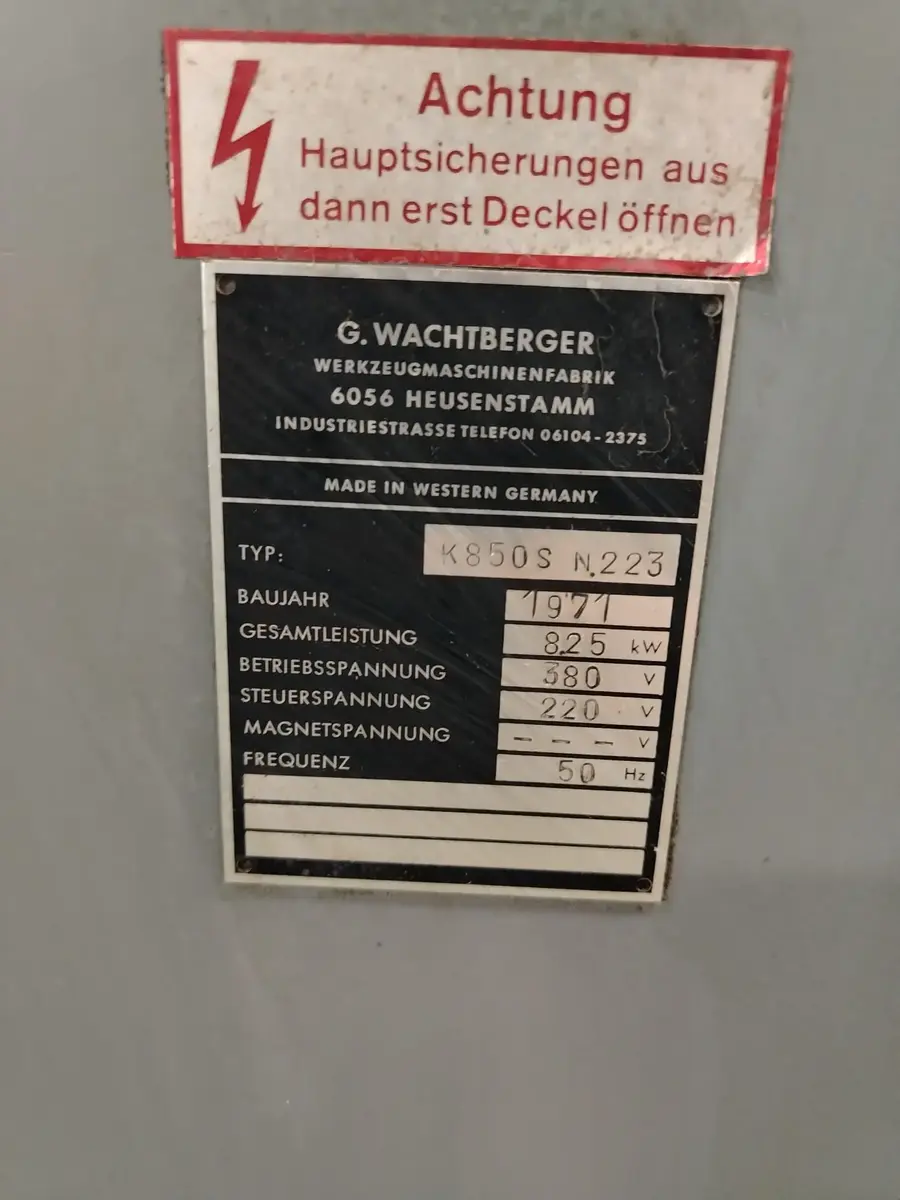 Achtung
Hauptsicherungen aus
dann erst Deckel öffnen
G. WACHTBERGER
WERKZEUGMASCHINENFABRIK
6056 HEUSENSTAMM
INDUSTRIESTRASSE TELEFON 06104-2375
MADE IN WESTERN GERMANY
TYP: K850S N.223
BAUJAHR 1971
GESAMTLEISTUNG 8.25 kW
BETRIEBSSPANNUNG 380 V
STEUERSPANNUNG 220 V
MAGNETSPANNUNG --- V
FREQUENZ 50 Hz